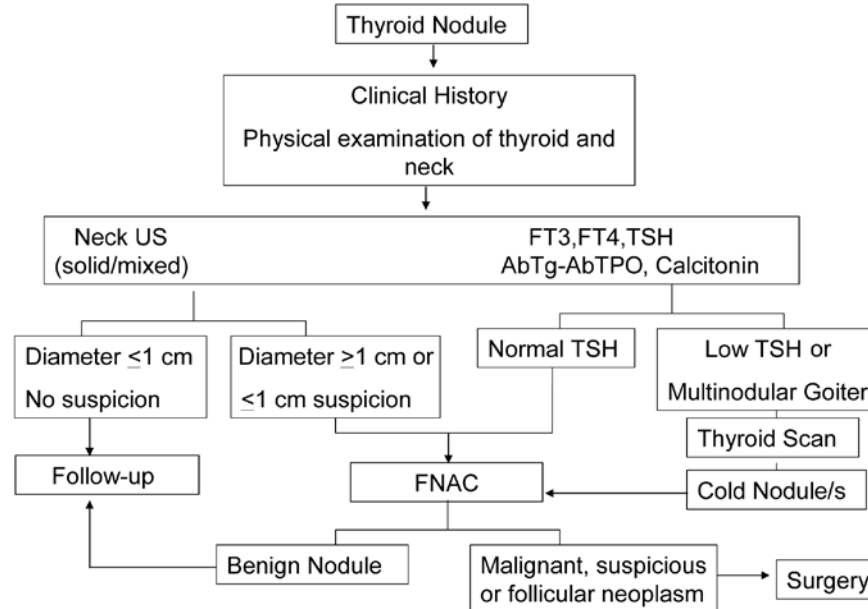 Thyroid Nodule
Clinical History
Physical examination of thyroid and
neck
Neck US
(solid/mixed)
FT3,FT4,TSH
AbTg-AbTPO, Calcitonin
Diameter ≤1 cm
No suspicion
Diameter ≥1 cm or
≤1 cm suspicion
Normal TSH
Low TSH or
Multinodular Goiter
Thyroid Scan
Follow-up
FNAC
Cold Nodule/s
Benign Nodule
Malignant, suspicious
or follicular neoplasm
Surgery